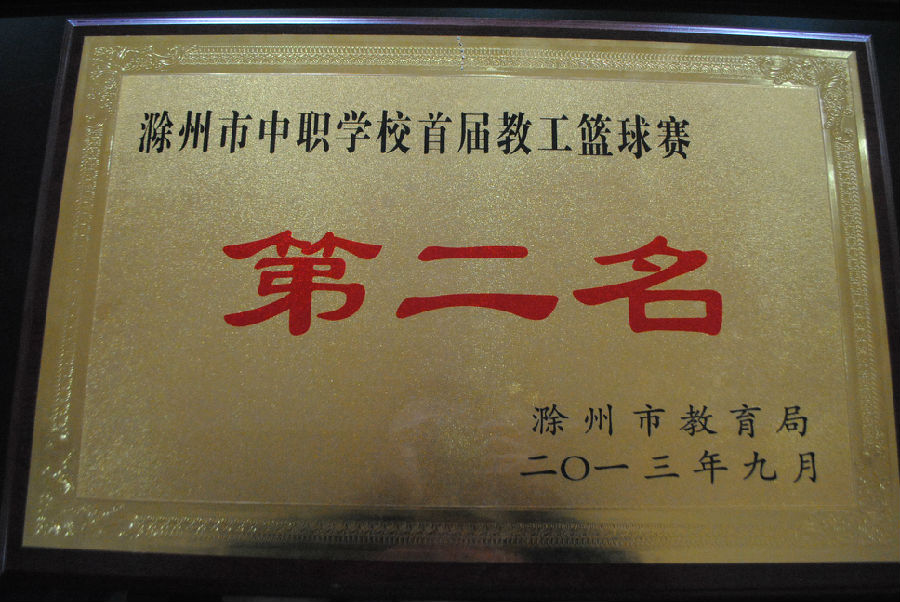 滁州市中职学校首届教工篮球赛
第二名
滁州市教育局
二〇一三年九月